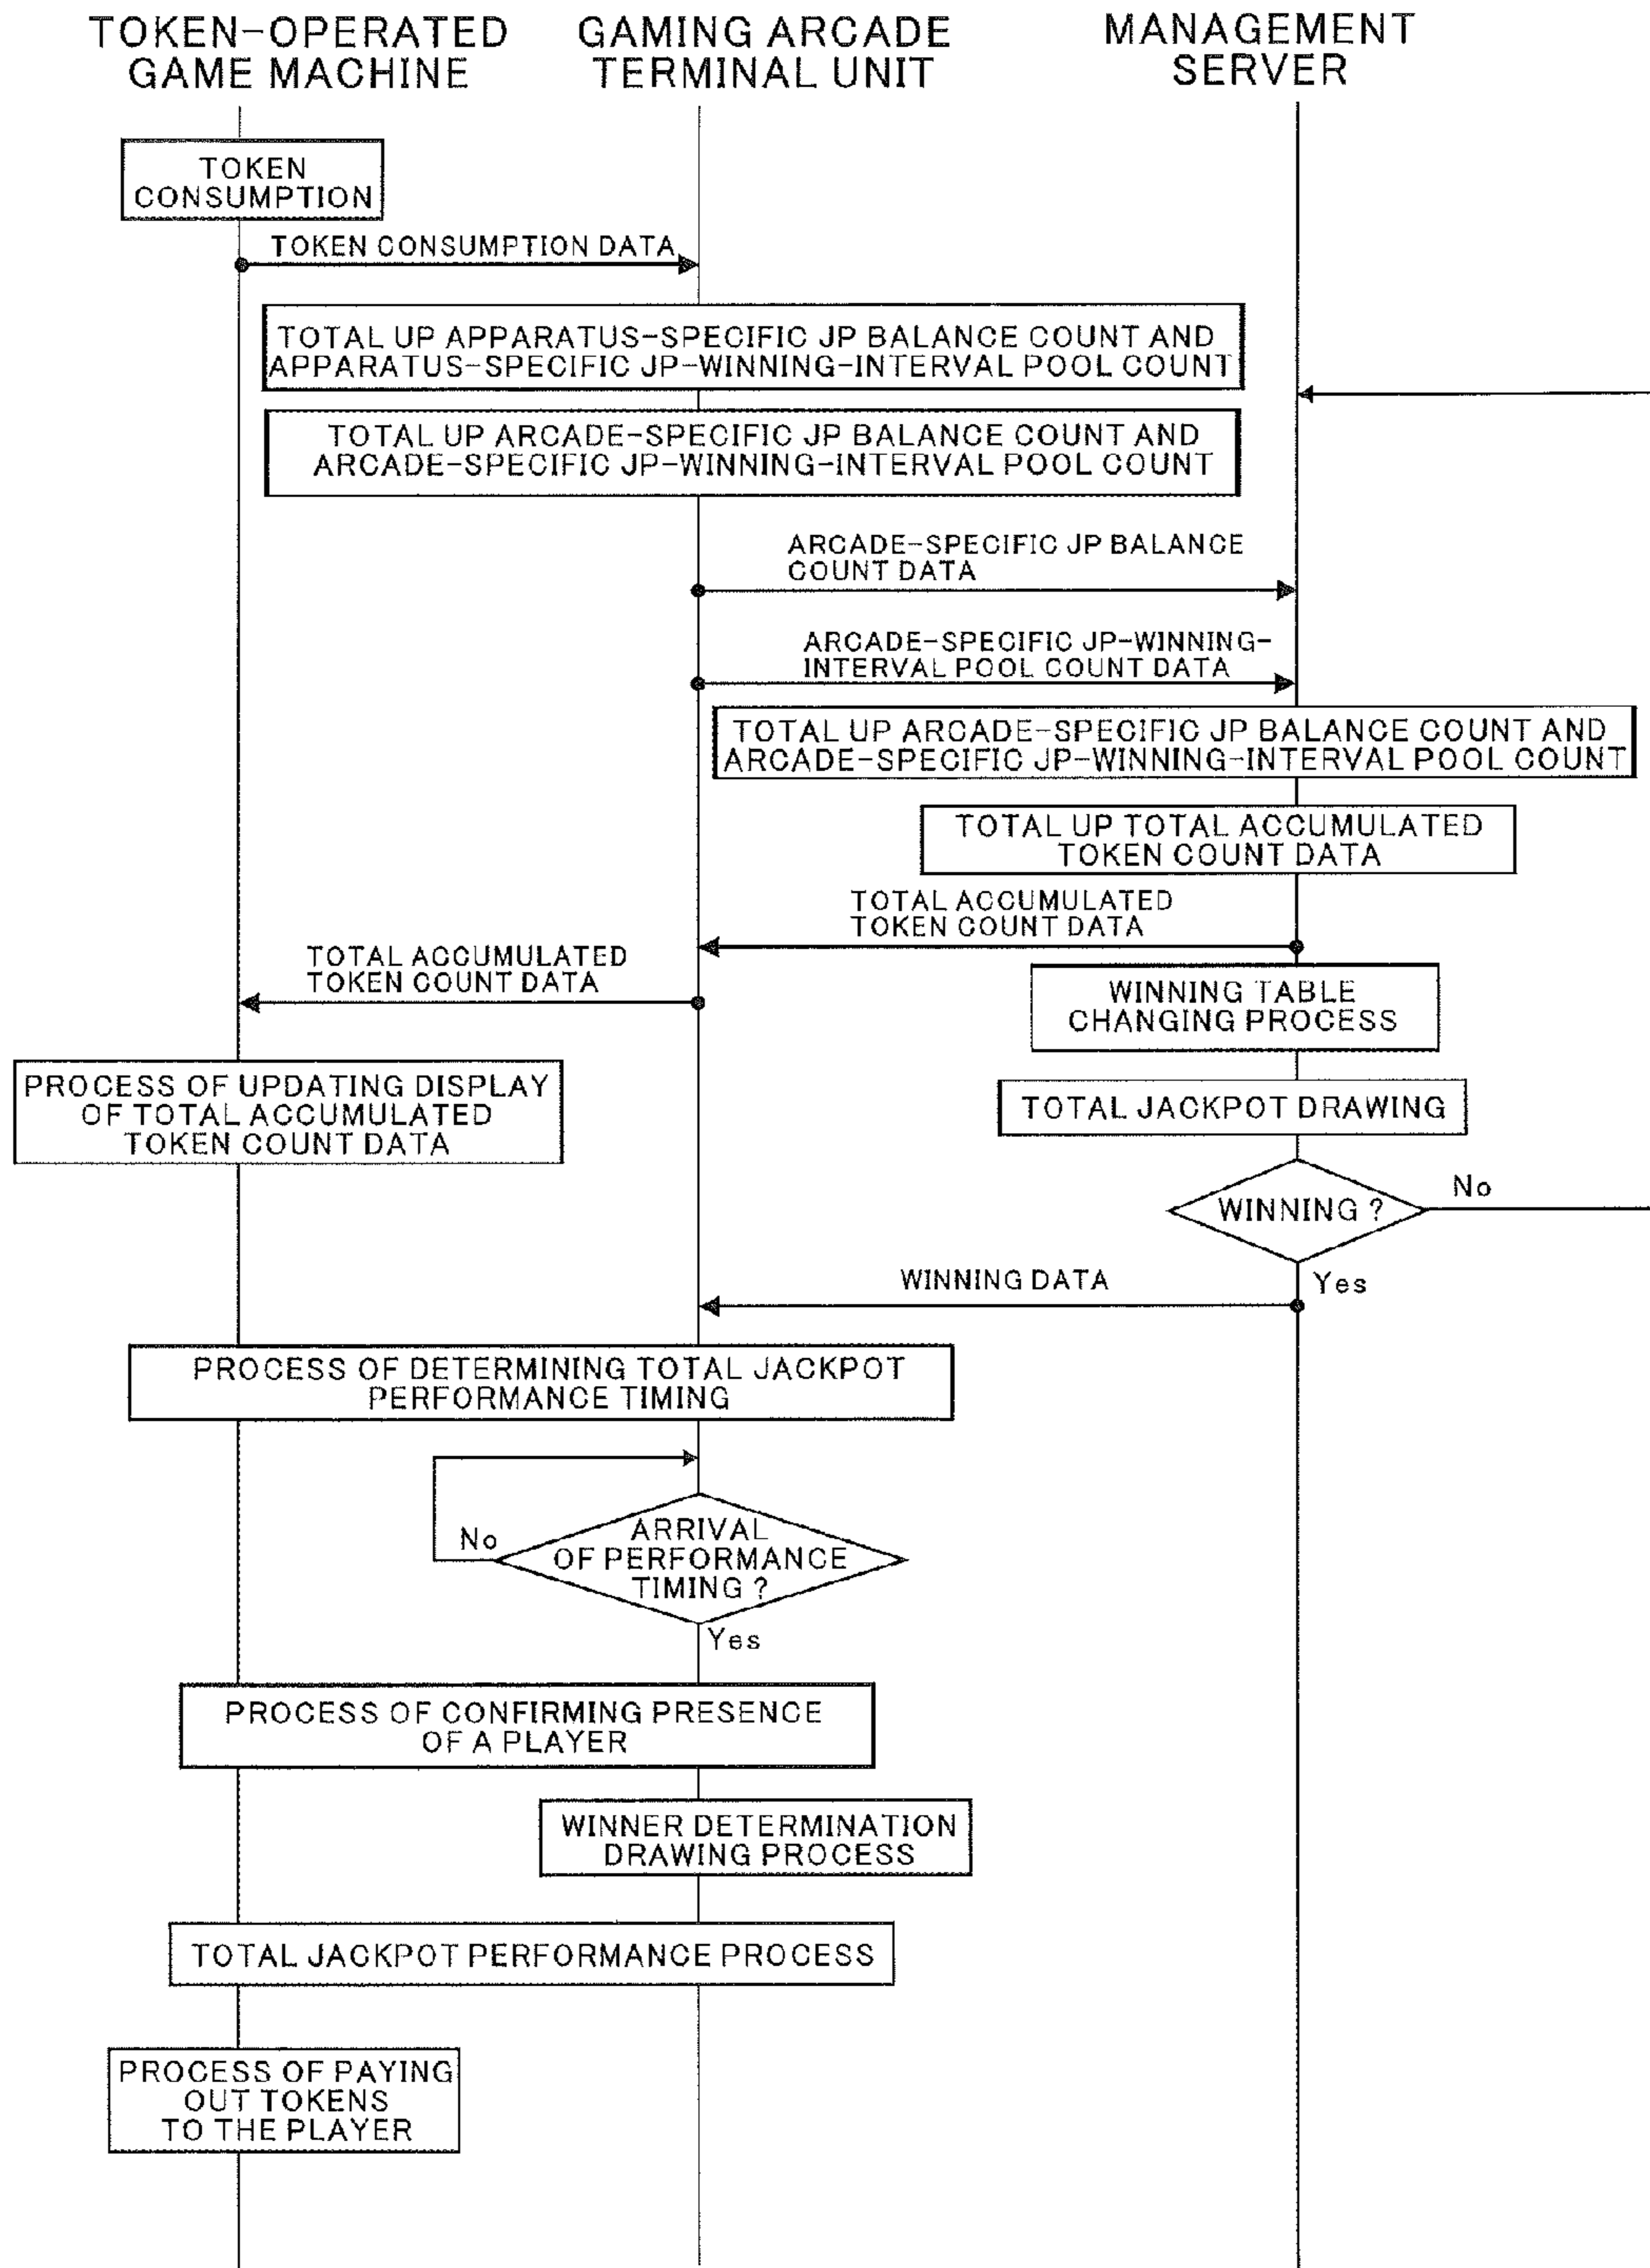 TOKEN-OPERATED
GAME MACHINE
GAMING ARCADE
TERMINAL UNIT
MANAGEMENT
SERVER
TOKEN
CONSUMPTION
TOKEN CONSUMPTION DATA
TOTAL UP APPARATUS-SPECIFIC JP BALANCE COUNT AND
APPARATUS-SPECIFIC JP-WINNING-INTERVAL POOL COUNT
TOTAL UP ARCADE-SPECIFIC JP BALANCE COUNT AND
ARCADE-SPECIFIC JP-WINNING-INTERVAL POOL COUNT
ARCADE-SPECIFIC JP BALANCE
COUNT DATA
ARCADE-SPECIFIC JP-WINNING-
INTERVAL POOL COUNT DATA
TOTAL UP ARCADE-SPECIFIC JP BALANCE COUNT AND
ARCADE-SPECIFIC JP-WINNING-INTERVAL POOL COUNT
TOTAL UP TOTAL ACCUMULATED
TOKEN COUNT DATA
TOTAL ACCUMULATED
TOKEN COUNT DATA
TOTAL ACCUMULATED
TOKEN COUNT DATA
WINNING TABLE
CHANGING PROCESS
PROCESS OF UPDATING DISPLAY
OF TOTAL ACCUMULATED
TOKEN COUNT DATA
TOTAL JACKPOT DRAWING
WINNING ?
No
Yes
WINNING DATA
PROCESS OF DETERMINING TOTAL JACKPOT
PERFORMANCE TIMING
ARRIVAL
OF PERFORMANCE
TIMING ?
No
Yes
PROCESS OF CONFIRMING PRESENCE
OF A PLAYER
WINNER DETERMINATION
DRAWING PROCESS
TOTAL JACKPOT PERFORMANCE PROCESS
PROCESS OF PAYING
OUT TOKENS
TO THE PLAYER